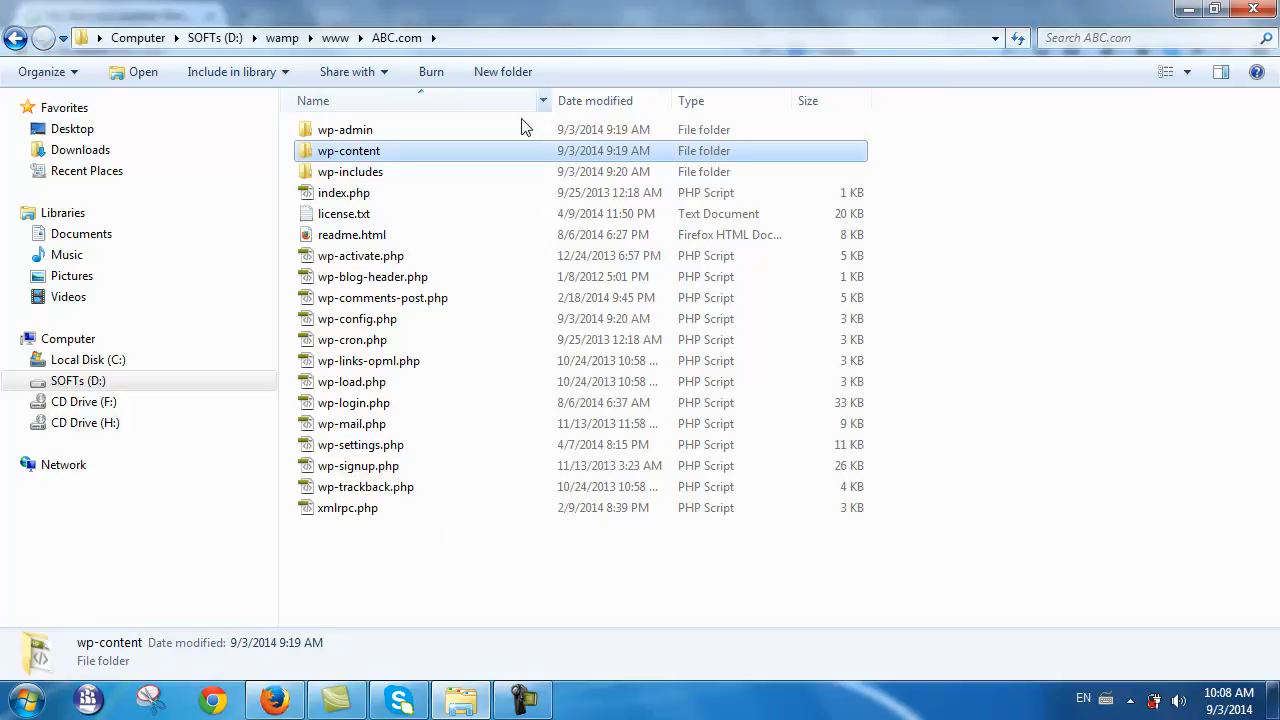 Computer SOFTs (D:) wamp www ABC.com Search ABC.com
Organize Open Include in library Share with Burn New folder
Name Date modified Type Size
Favorites
Desktop
Downloads
Recent Places
Libraries
Documents
Music
Pictures
Videos
Computer
Local Disk (C:)
SOFTs (D:)
CD Drive (F:)
CD Drive (H:)
Network
wp-admin 9/3/2014 9:19 AM File folder
wp-content 9/3/2014 9:19 AM File folder
wp-includes 9/3/2014 9:20 AM File folder
index.php 9/25/2013 12:18 AM PHP Script 1 KB
license.txt 4/9/2014 11:50 PM Text Document 20 KB
readme.html 8/6/2014 6:27 PM Firefox HTML Doc... 8 KB
wp-activate.php 12/24/2013 6:57 PM PHP Script 5 KB
wp-blog-header.php 1/8/2012 5:01 PM PHP Script 1 KB
wp-comments-post.php 2/18/2014 9:45 PM PHP Script 5 KB
wp-config.php 9/3/2014 9:20 AM PHP Script 3 KB
wp-cron.php 9/25/2013 12:18 AM PHP Script 3 KB
wp-links-opml.php 10/24/2013 10:58 ... PHP Script 3 KB
wp-load.php 10/24/2013 10:58 ... PHP Script 3 KB
wp-login.php 8/6/2014 6:37 AM PHP Script 33 KB
wp-mail.php 11/13/2013 11:58 ... PHP Script 9 KB
wp-settings.php 4/7/2014 8:15 PM PHP Script 11 KB
wp-signup.php 11/13/2013 3:23 AM PHP Script 26 KB
wp-trackback.php 10/24/2013 10:58 ... PHP Script 4 KB
xmlrpc.php 2/9/2014 8:39 PM PHP Script 3 KB
wp-content Date modified: 9/3/2014 9:19 AM
File folder
EN 10:08 AM
9/3/2014